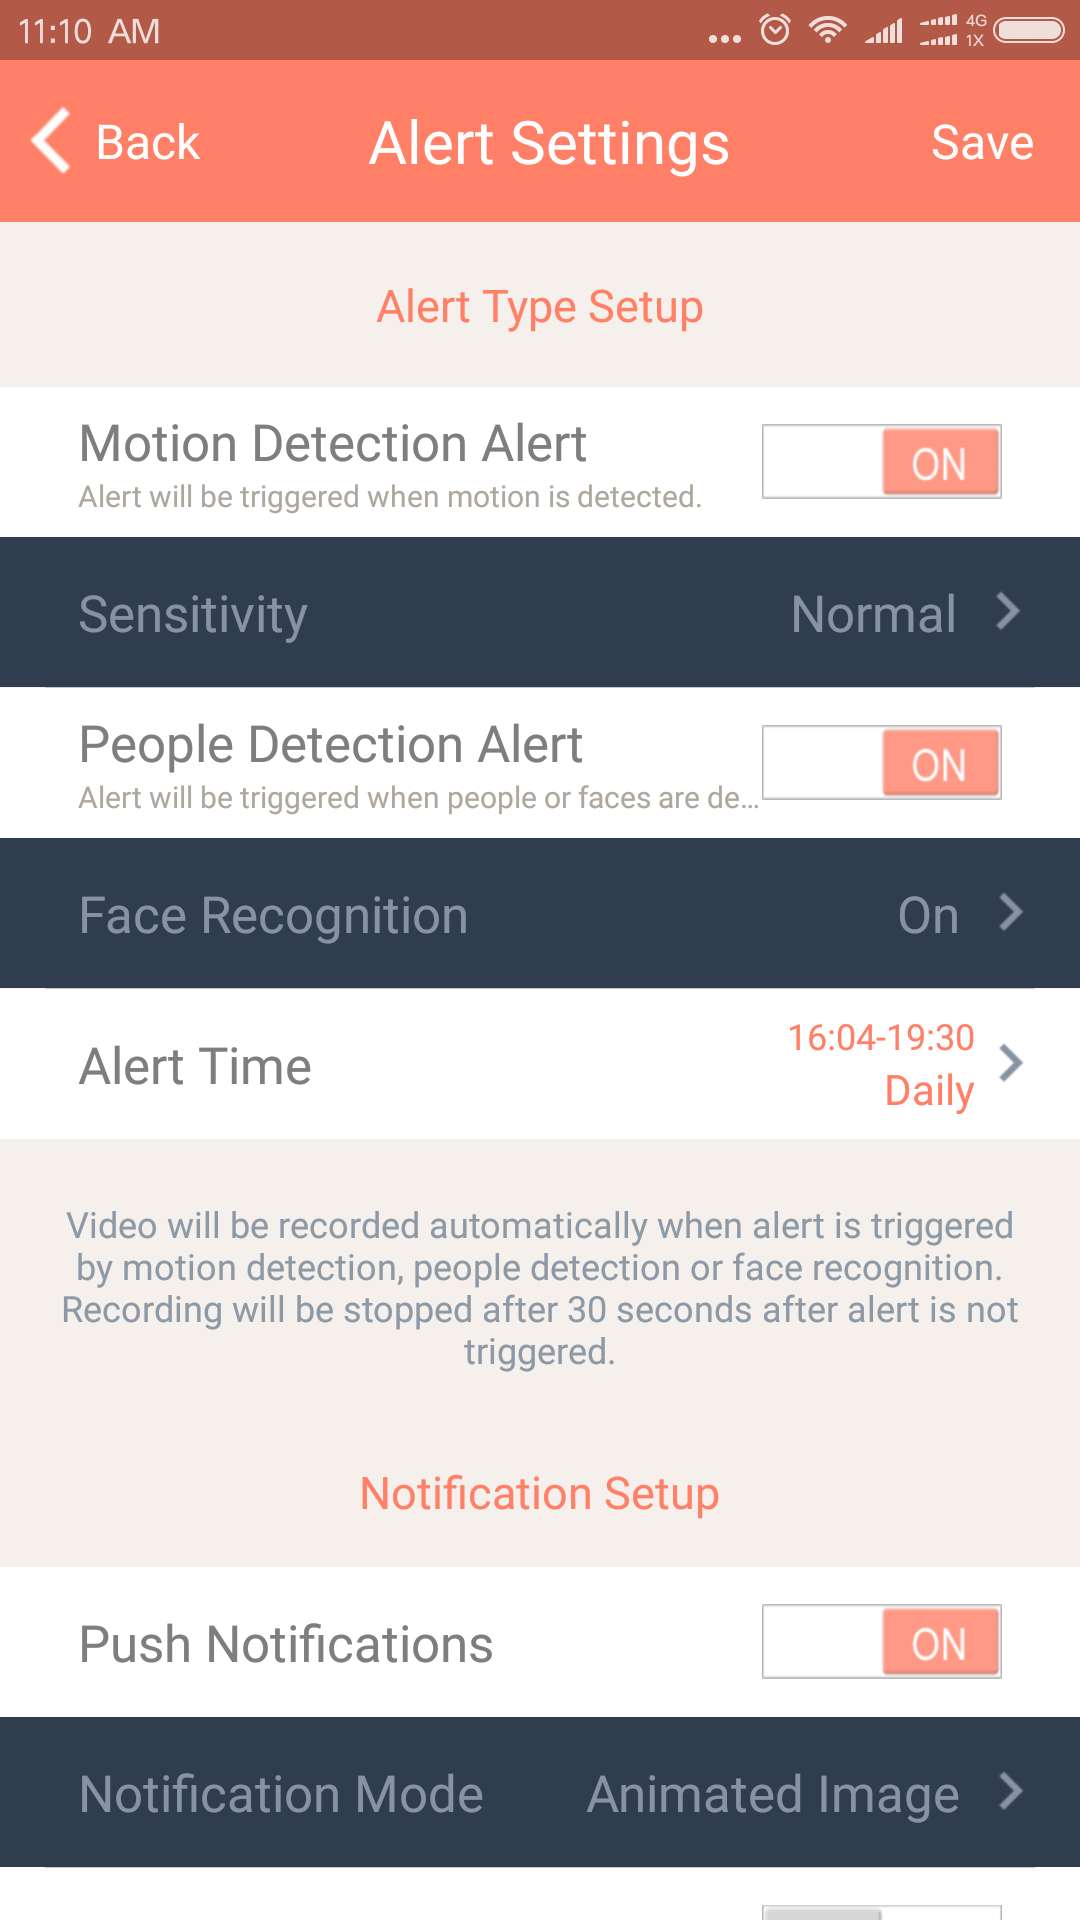 11:10 AM
4G
1X
Back
Alert Settings
Save
Alert Type Setup
Motion Detection Alert
ON
Alert will be triggered when motion is detected.
Sensitivity
Normal
People Detection Alert
ON
Alert will be triggered when people or faces are de...
Face Recognition
On
Alert Time
16:04-19:30
Daily
Video will be recorded automatically when alert is triggered
by motion detection, people detection or face recognition.
Recording will be stopped after 30 seconds after alert is not
triggered.
Notification Setup
Push Notifications
ON
Notification Mode
Animated Image